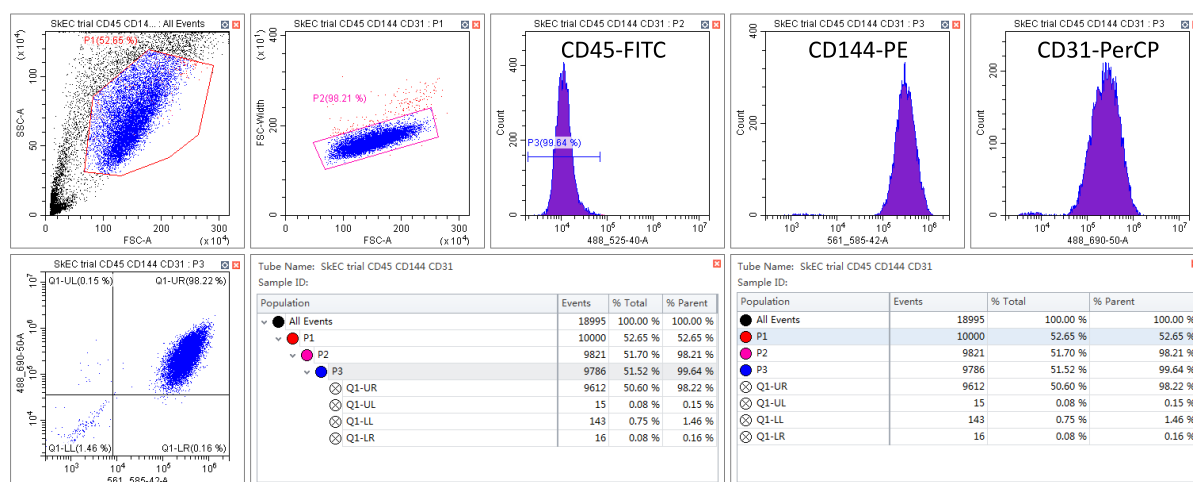 SkEC trial CD45 CD14... : All Events
(x 10⁴)
P1(52.65 %)
SSC-A
100
50
0
0
100
200
FSC-A
(x 10⁴)
SkEC trial CD45 CD144 CD31 : P1
(x 10¹)
400
P2(98.21 %)
FSC-Width
200
0
0
100
200
300
FSC-A
(x 10⁴)
SkEC trial CD45 CD144 CD31 : P2
CD45-FITC
400
Count
200
P3(99.64 %)
0
10⁴
10⁵
10⁶
10⁷
488_525-40-A
SkEC trial CD45 CD144 CD31 : P3
CD144-PE
400
Count
200
0
10³
10⁴
10⁵
10⁶
561_585-42-A
SkEC trial CD45 CD144 CD31 : P3
CD31-PerCP
200
Count
100
0
10⁴
10⁵
10⁶
10⁷
488_690-50-A
SkEC trial CD45 CD144 CD31 : P3
Q1-UL(0.15 %)
Q1-UR(98.22 %)
10⁷
10⁶
10⁵
10⁴
488_690-50-A
Q1-LL(1.46 %)
Q1-LR(0.16 %)
10³
10⁴
10⁵
10⁶
561_585-42-A
Tube Name: SkEC trial CD45 CD144 CD31
Sample ID:
Population Events % Total % Parent
All Events 18995 100.00 % 100.00 %
P1 10000 52.65 % 52.65 %
P2 9821 51.70 % 98.21 %
P3 9786 51.52 % 99.64 %
Q1-UR 9612 50.60 % 98.22 %
Q1-UL 15 0.08 % 0.15 %
Q1-LL 143 0.75 % 1.46 %
Q1-LR 16 0.08 % 0.16 %
Tube Name: SkEC trial CD45 CD144 CD31
Sample ID:
Population Events % Total % Parent
All Events 18995 100.00 % 100.00 %
P1 10000 52.65 % 52.65 %
P2 9821 51.70 % 98.21 %
P3 9786 51.52 % 99.64 %
Q1-UR 9612 50.60 % 98.22 %
Q1-UL 15 0.08 % 0.15 %
Q1-LL 143 0.75 % 1.46 %
Q1-LR 16 0.08 % 0.16 %